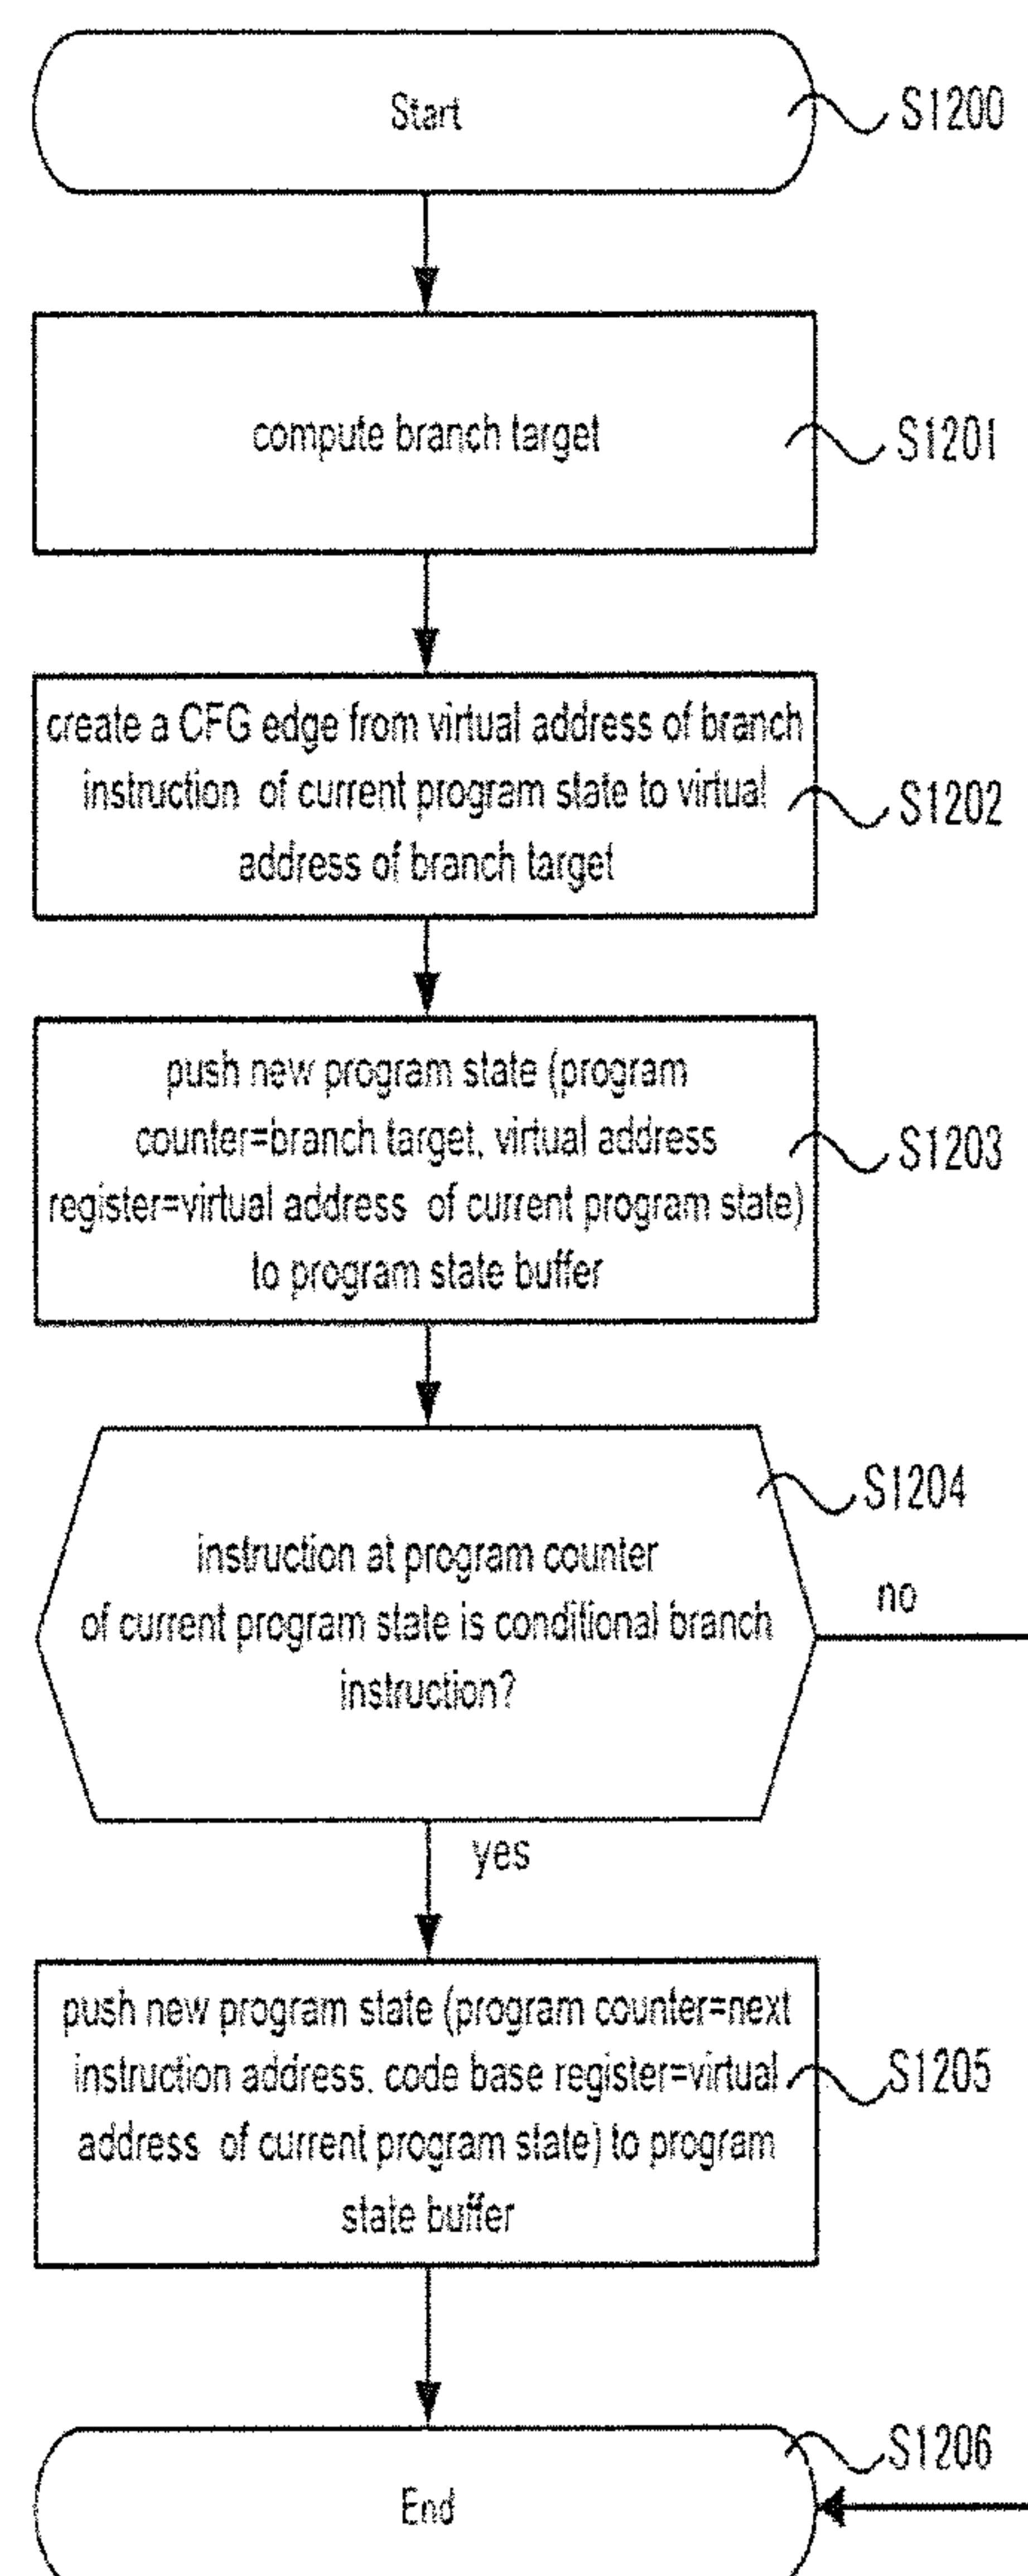 Start
S1200
compute branch target
S1201
create a CFG edge from virtual address of branch
instruction of current program state to virtual
address of branch target
S1202
push new program state (program
counter=branch target, virtual address
register=virtual address of current program state)
to program state buffer
S1203
S1204
instruction at program counter
of current program state is conditional branch
instruction?
no
yes
push new program state (program counter=next
instruction address, code base register=virtual
address of current program state) to program
state buffer
S1205
S1206
End